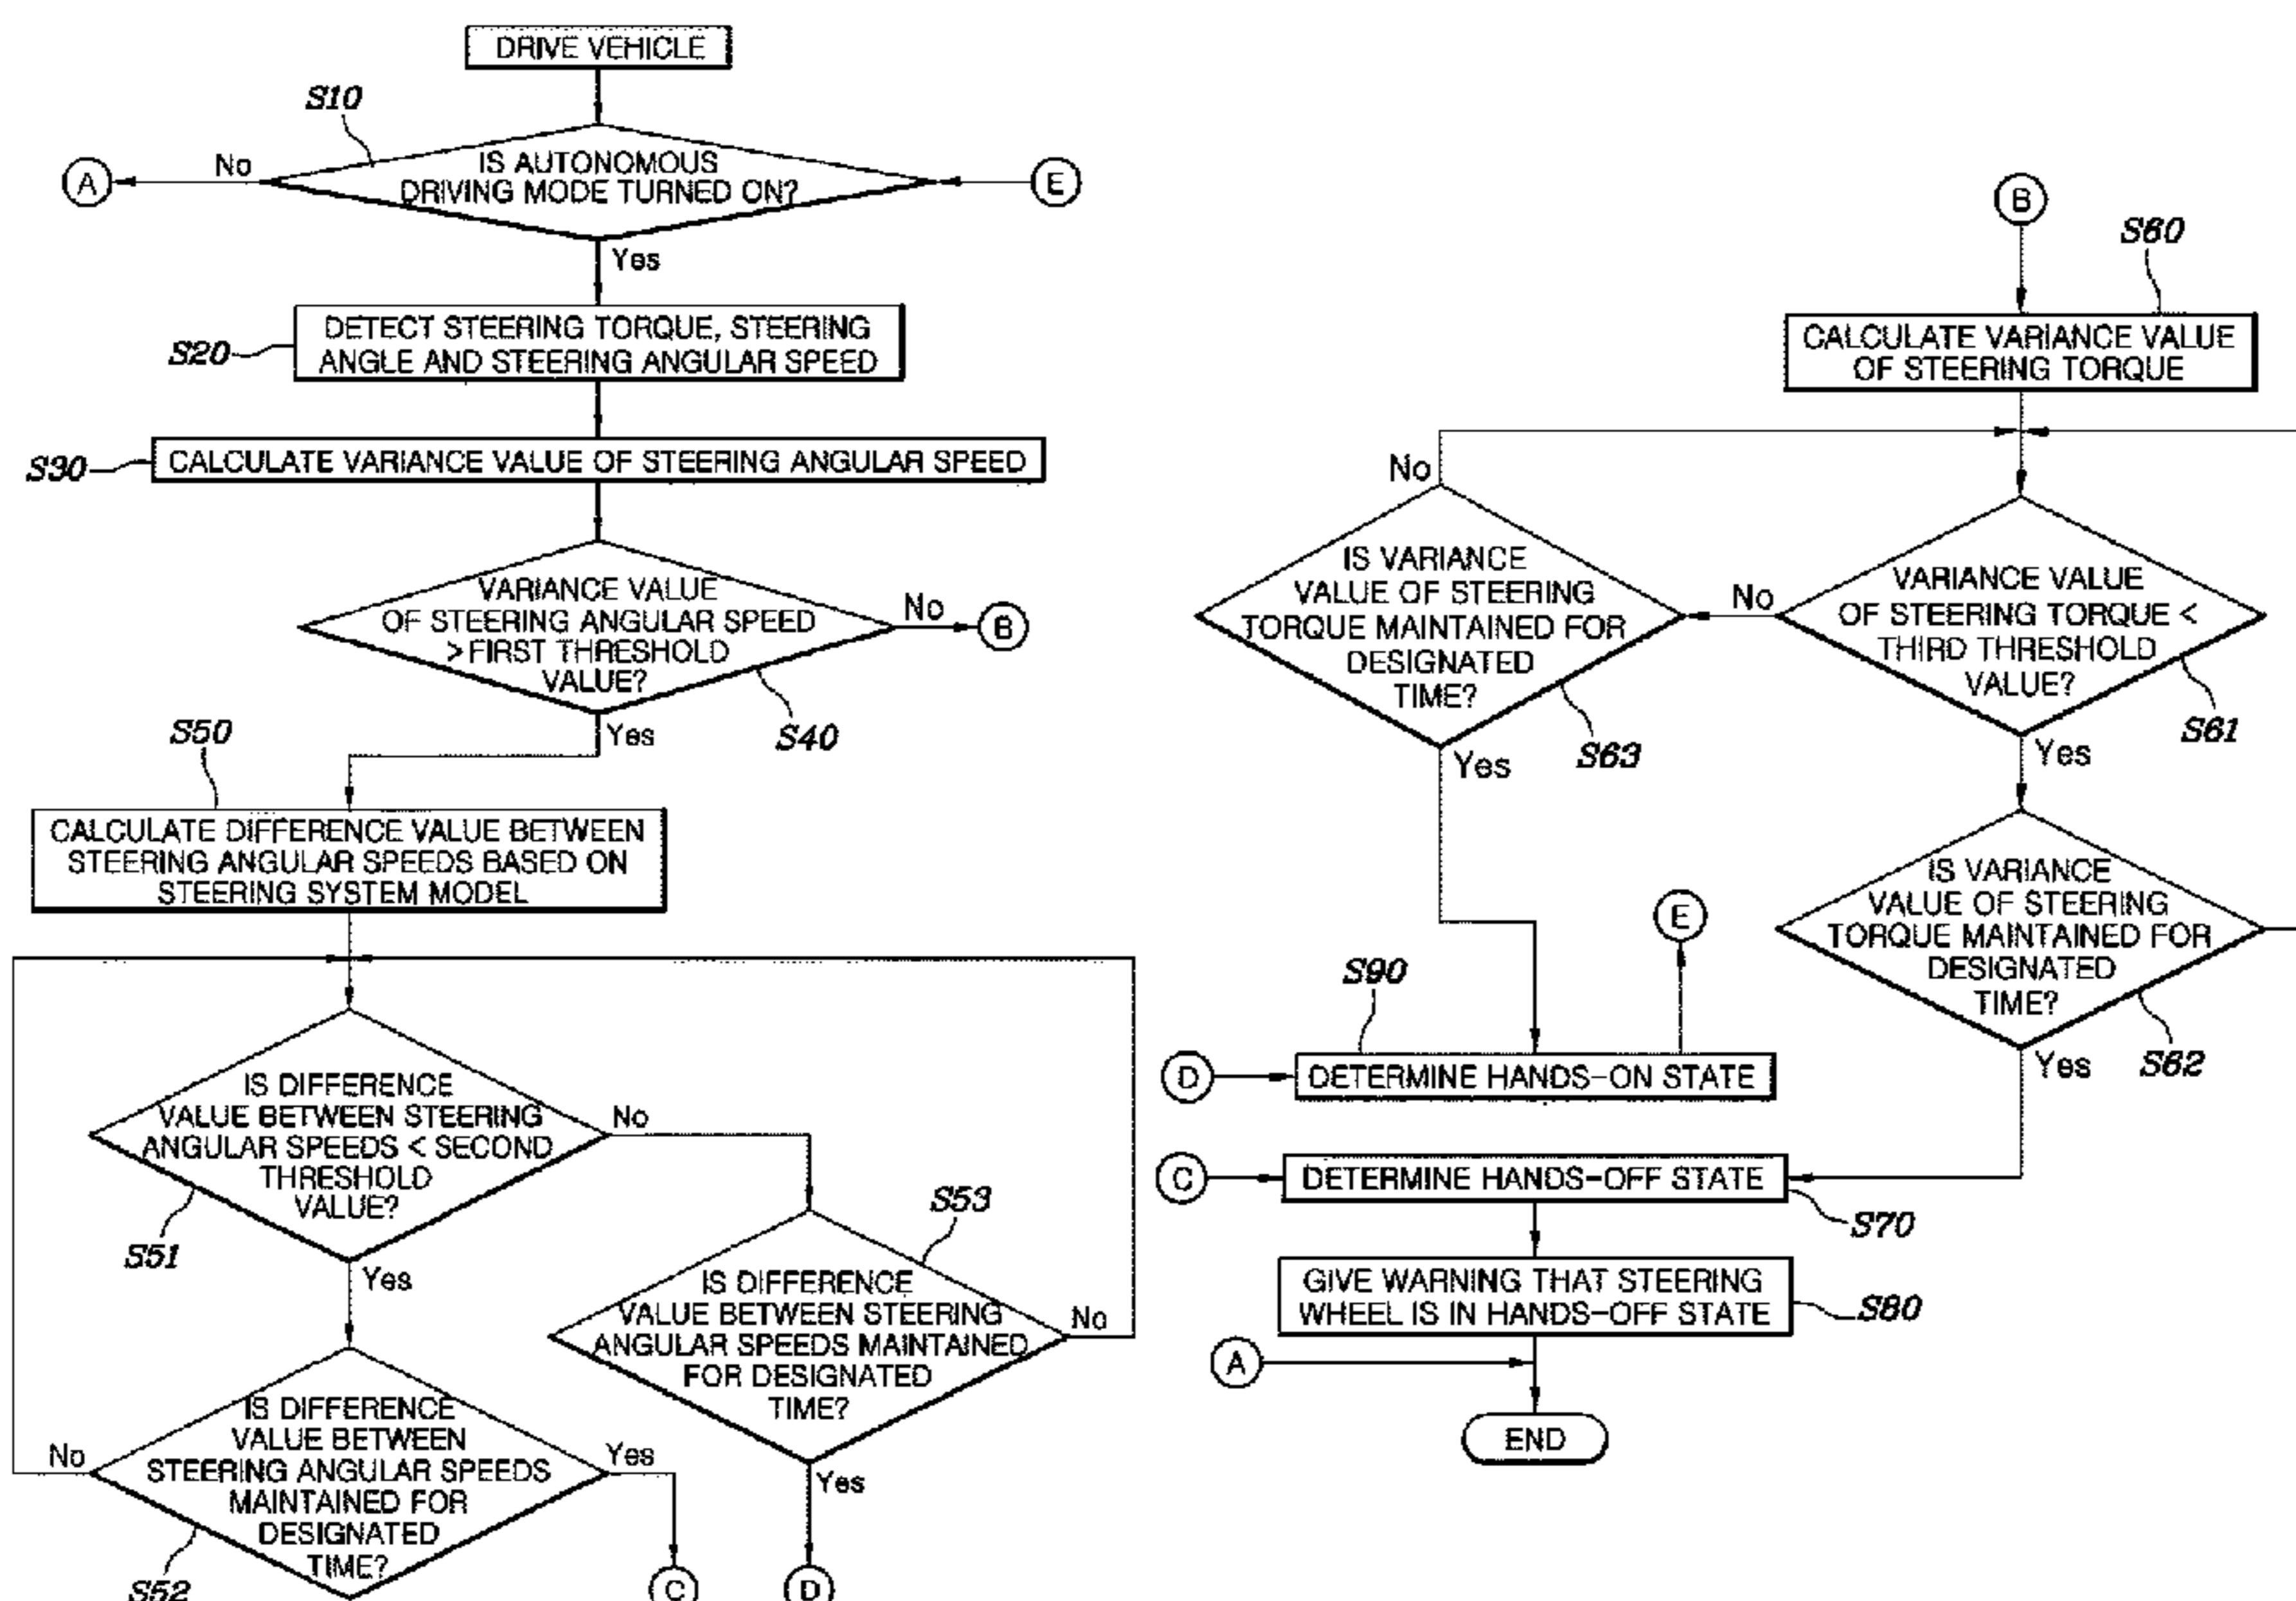 DRIVE VEHICLE
S10
IS AUTONOMOUS
DRIVING MODE TURNED ON?
No
A
E
Yes
S20
DETECT STEERING TORQUE, STEERING
ANGLE AND STEERING ANGULAR SPEED
S30
CALCULATE VARIANCE VALUE OF STEERING ANGULAR SPEED
VARIANCE VALUE
OF STEERING ANGULAR SPEED
>FIRST THRESHOLD
VALUE?
No
B
S40
Yes
S50
CALCULATE DIFFERENCE VALUE BETWEEN
STEERING ANGULAR SPEEDS BASED ON
STEERING SYSTEM MODEL
IS DIFFERENCE
VALUE BETWEEN STEERING
ANGULAR SPEEDS < SECOND
THRESHOLD
VALUE?
No
S51
Yes
S53
IS DIFFERENCE
VALUE BETWEEN STEERING
ANGULAR SPEEDS MAINTAINED
FOR DESIGNATED
TIME?
No
Yes
D
IS DIFFERENCE
VALUE BETWEEN
STEERING ANGULAR SPEEDS
MAINTAINED FOR
DESIGNATED
TIME?
No
Yes
S52
C
B
S60
CALCULATE VARIANCE VALUE
OF STEERING TORQUE
VARIANCE VALUE
OF STEERING TORQUE <
THIRD THRESHOLD
VALUE?
No
S61
Yes
IS VARIANCE
VALUE OF STEERING
TORQUE MAINTAINED FOR
DESIGNATED
TIME?
No
S63
Yes
IS VARIANCE
VALUE OF STEERING
TORQUE MAINTAINED FOR
DESIGNATED
TIME?
S62
Yes
E
S90
D
DETERMINE HANDS-ON STATE
C
DETERMINE HANDS-OFF STATE
S70
GIVE WARNING THAT STEERING
WHEEL IS IN HANDS-OFF STATE
S80
A
END